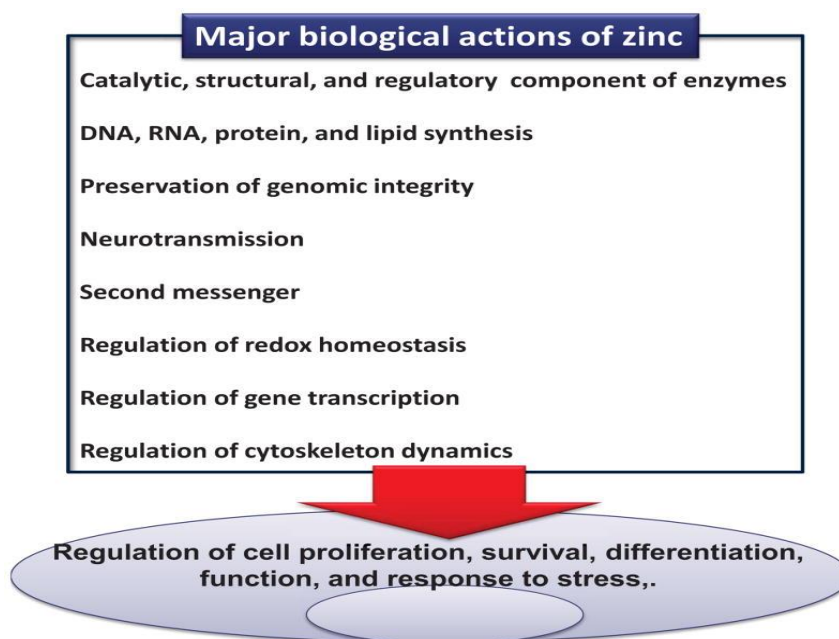 Major biological actions of zinc
Catalytic, structural, and regulatory component of enzymes
DNA, RNA, protein, and lipid synthesis
Preservation of genomic integrity
Neurotransmission
Second messenger
Regulation of redox homeostasis
Regulation of gene transcription
Regulation of cytoskeleton dynamics
Regulation of cell proliferation, survival, differentiation,
function, and response to stress,.